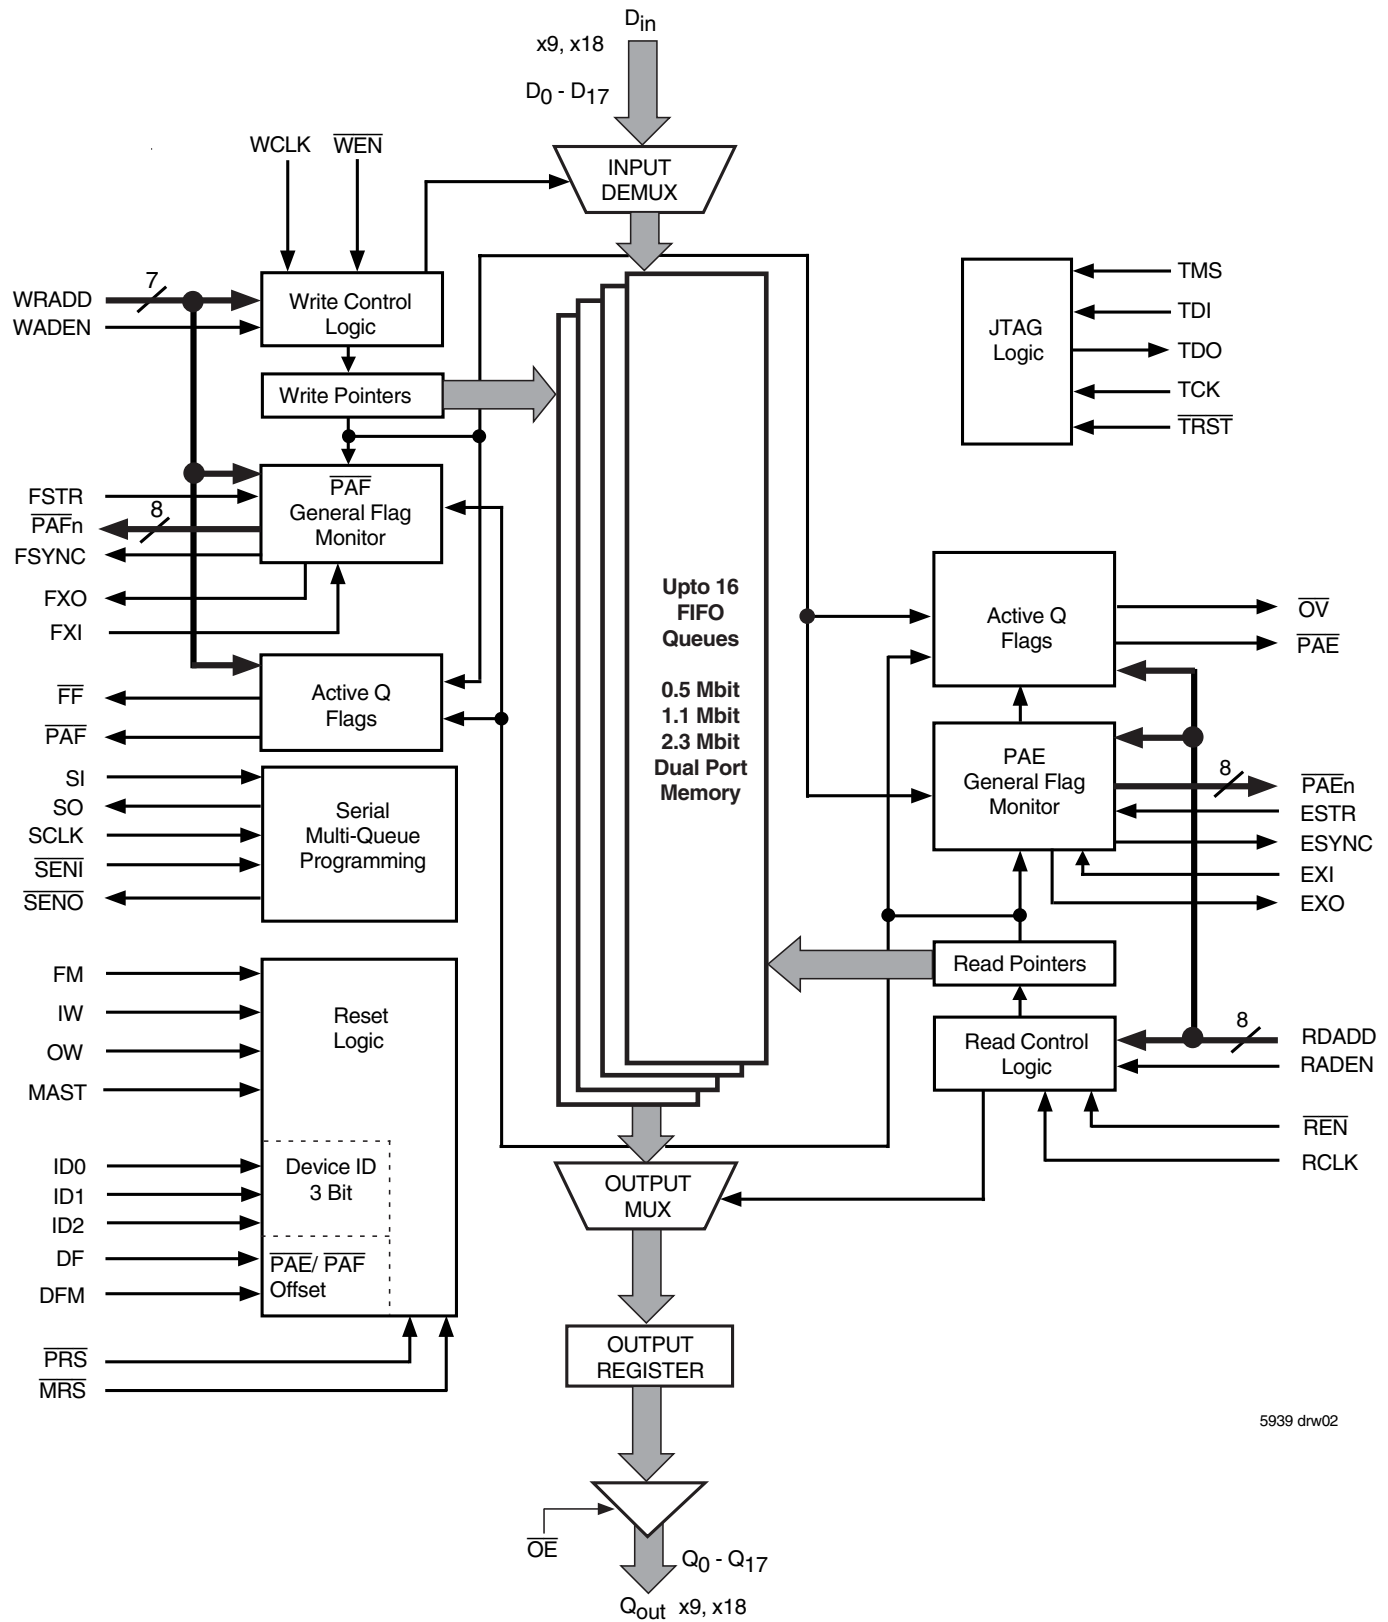 Din
x9, x18
D0 - D17
WCLK
WEN
INPUT
DEMUX
7
WRADD
WADEN
Write Control
Logic
Write Pointers
TMS
TDI
TDO
TCK
TRST
JTAG
Logic
FSTR
PAFn
8
FSYNC
FXO
FXI
PAF
General Flag
Monitor
FF
PAF
Active Q
Flags
SI
SO
SCLK
SENI
SENO
Serial
Multi-Queue
Programming
Upto 16
FIFO
Queues
0.5 Mbit
1.1 Mbit
2.3 Mbit
Dual Port
Memory
Active Q
Flags
OV
PAE
PAE
General Flag
Monitor
8
PAEn
ESTR
ESYNC
EXI
EXO
Read Pointers
Read Control
Logic
8
RDADD
RADEN
REN
RCLK
FM
IW
OW
MAST
Reset
Logic
ID0
ID1
ID2
Device ID
3 Bit
DF
DFM
PAE/ PAF
Offset
PRS
MRS
OUTPUT
MUX
OUTPUT
REGISTER
OE
Q0 - Q17
Qout x9, x18
5939 drw02